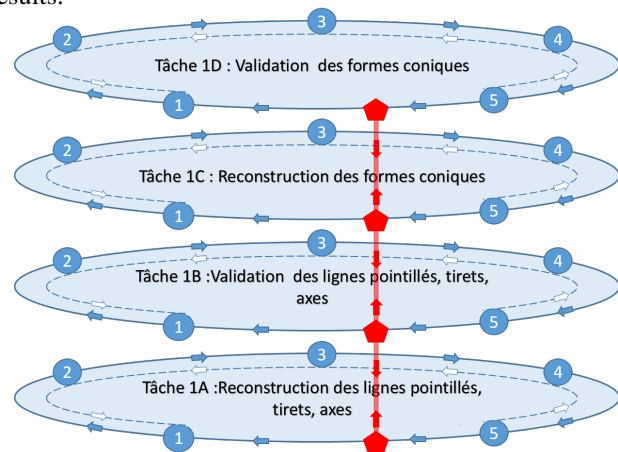 esults.
2
3
4
Tâche 1D : Validation des formes coniques
1
5
2
3
4
Tâche 1C : Reconstruction des formes coniques
1
5
2
3
4
Tâche 1B :Validation des lignes pointillés, tirets,
axes
1
5
2
3
4
Tâche 1A :Reconstruction des lignes pointillés,
tirets, axes
1
5